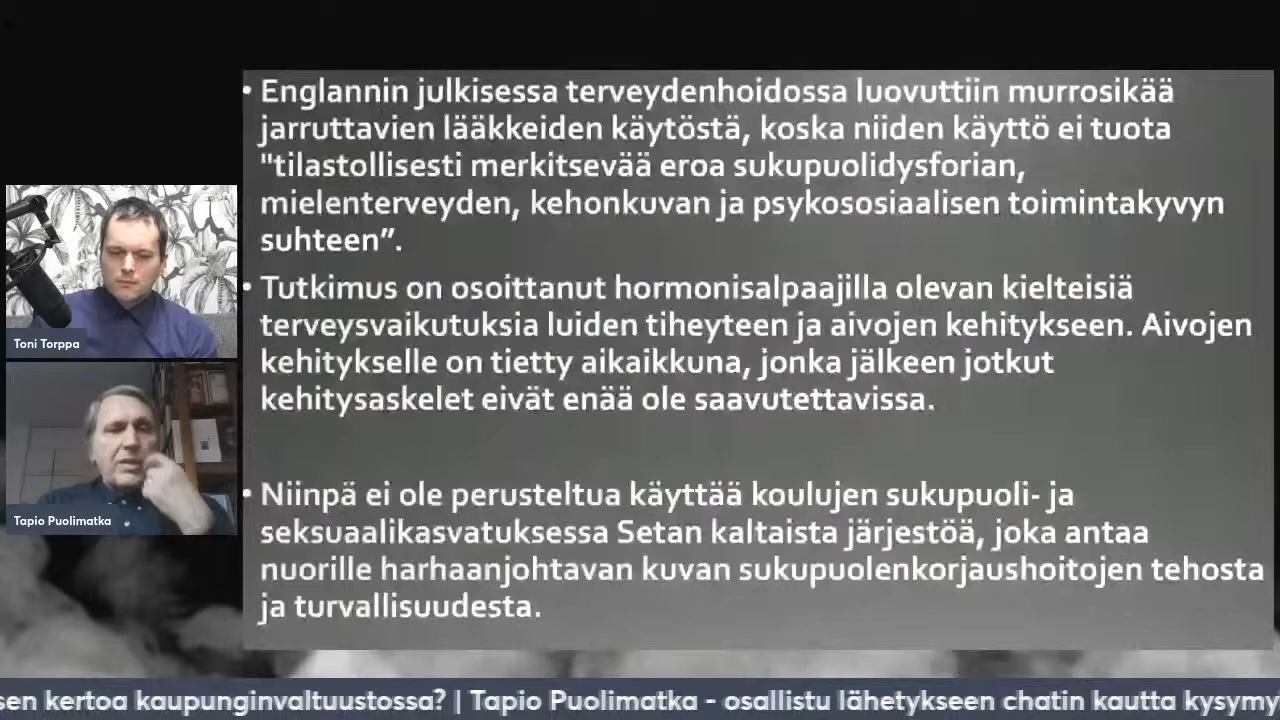 • Englannin julkisessa terveydenhoidossa luovuttiin murrosikää
jarruttavien lääkkeiden käytöstä, koska niiden käyttö ei tuota
"tilastollisesti merkitsevää eroa sukupuolidysforian,
mielenterveyden, kehonkuvan ja psykososiaalisen toimintakyvyn
suhteen”.
• Tutkimus on osoittanut hormonisalpaajilla olevan kielteisiä
terveysvaikutuksia luiden tiheyteen ja aivojen kehitykseen. Aivojen
kehitykselle on tietty aikaikkuna, jonka jälkeen jotkut
kehitysaskelet eivät enää ole saavutettavissa.
• Niinpä ei ole perusteltua käyttää koulujen sukupuoli- ja
seksuaalikasvatuksessa Setan kaltaista järjestöä, joka antaa
nuorille harhaanjohtavan kuvan sukupuolenkorjaushoitojen tehosta
ja turvallisuudesta.
Toni Torppa
Tapio Puolimatka
sen kertoa kaupunginvaltuustossa? | Tapio Puolimatka - osallistu lähetykseen chatin kautta kysymy